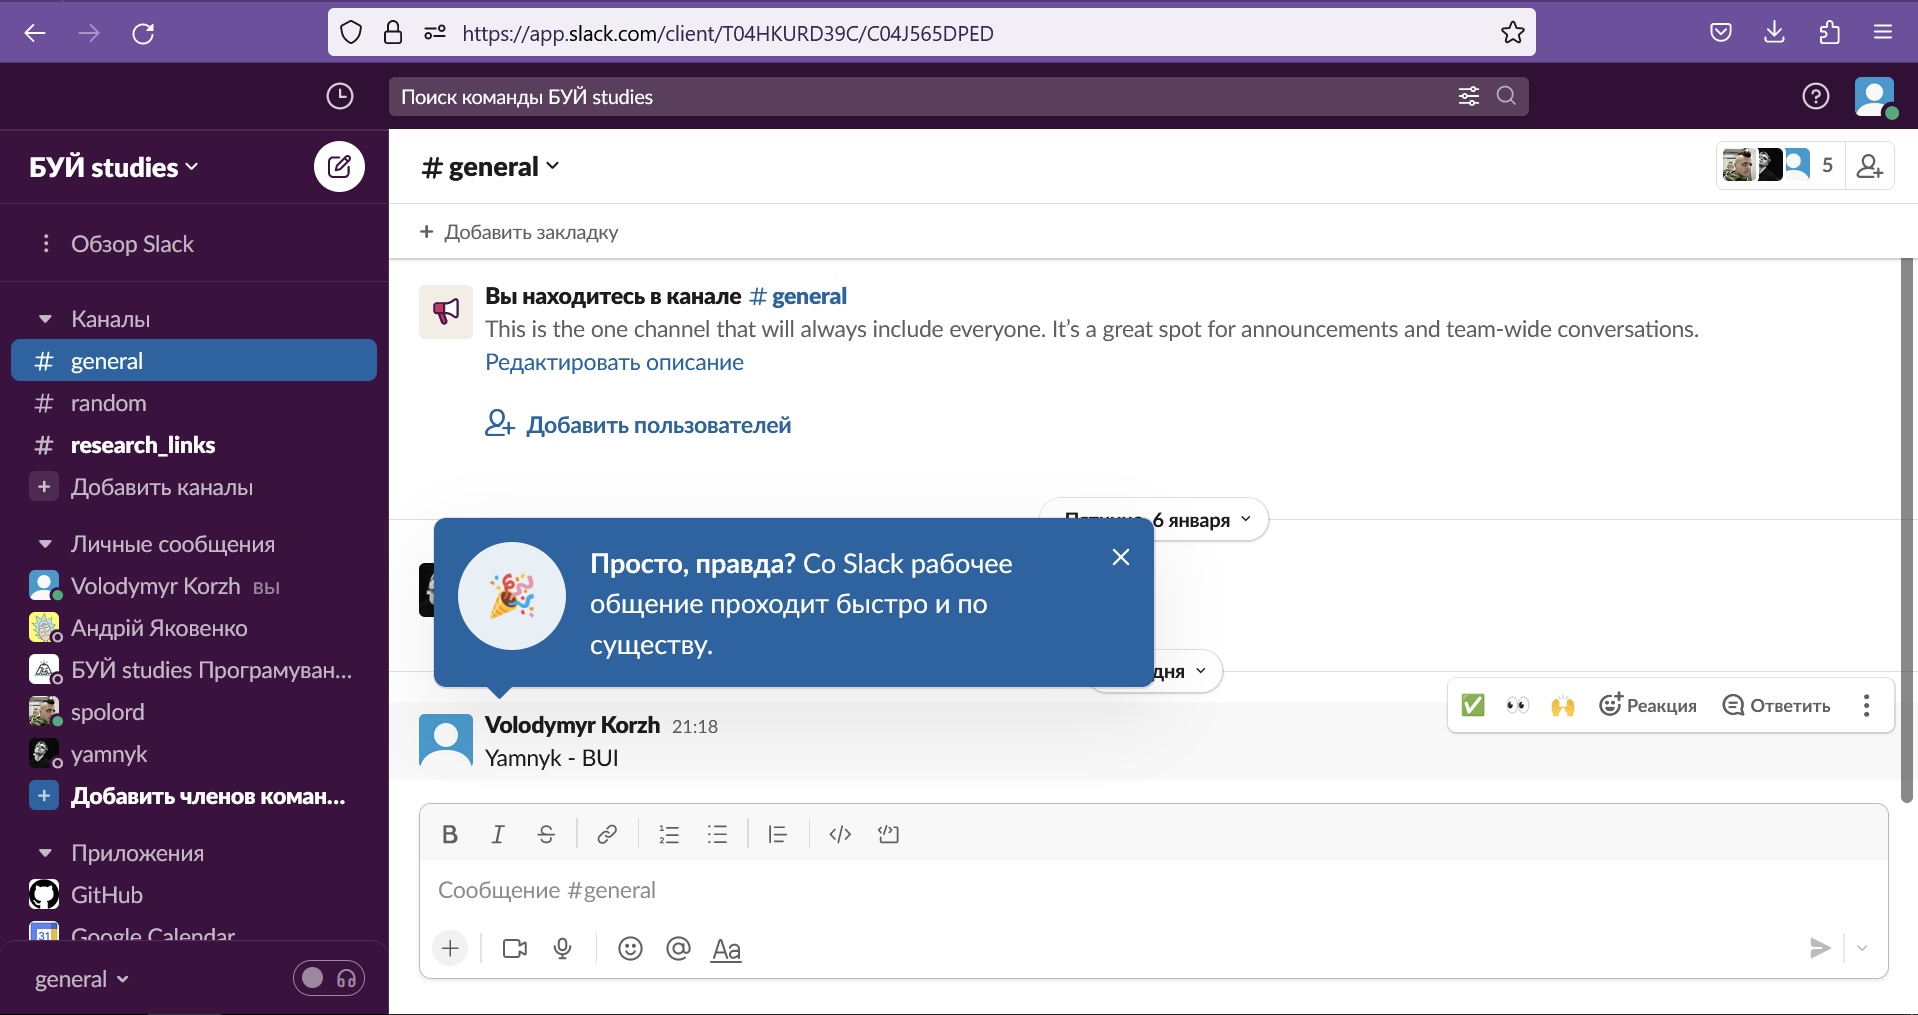 https://app.slack.com/client/T04HKURD39C/C04J565DPED
Поиск команды БУЙ studies
БУЙ studies
Обзор Slack
Каналы
# general
# random
# research_links
+ Добавить каналы
Личные сообщения
Volodymyr Korzh вы
Андрій Яковенко
БУЙ studies Програмуван...
spolord
yamnyk
+ Добавить членов коман...
Приложения
GitHub
31 Google Calendar
general
# general
5
+ Добавить закладку
Вы находитесь в канале # general
This is the one channel that will always include everyone. It’s a great spot for announcements and team-wide conversations.
Редактировать описание
Добавить пользователей
6 января
Просто, правда? Со Slack рабочее
общение проходит быстро и по
существу.
Volodymyr Korzh 21:18
Yamnyk - BUI
Реакция Ответить
B I S
Сообщение #general
+ @ Aa